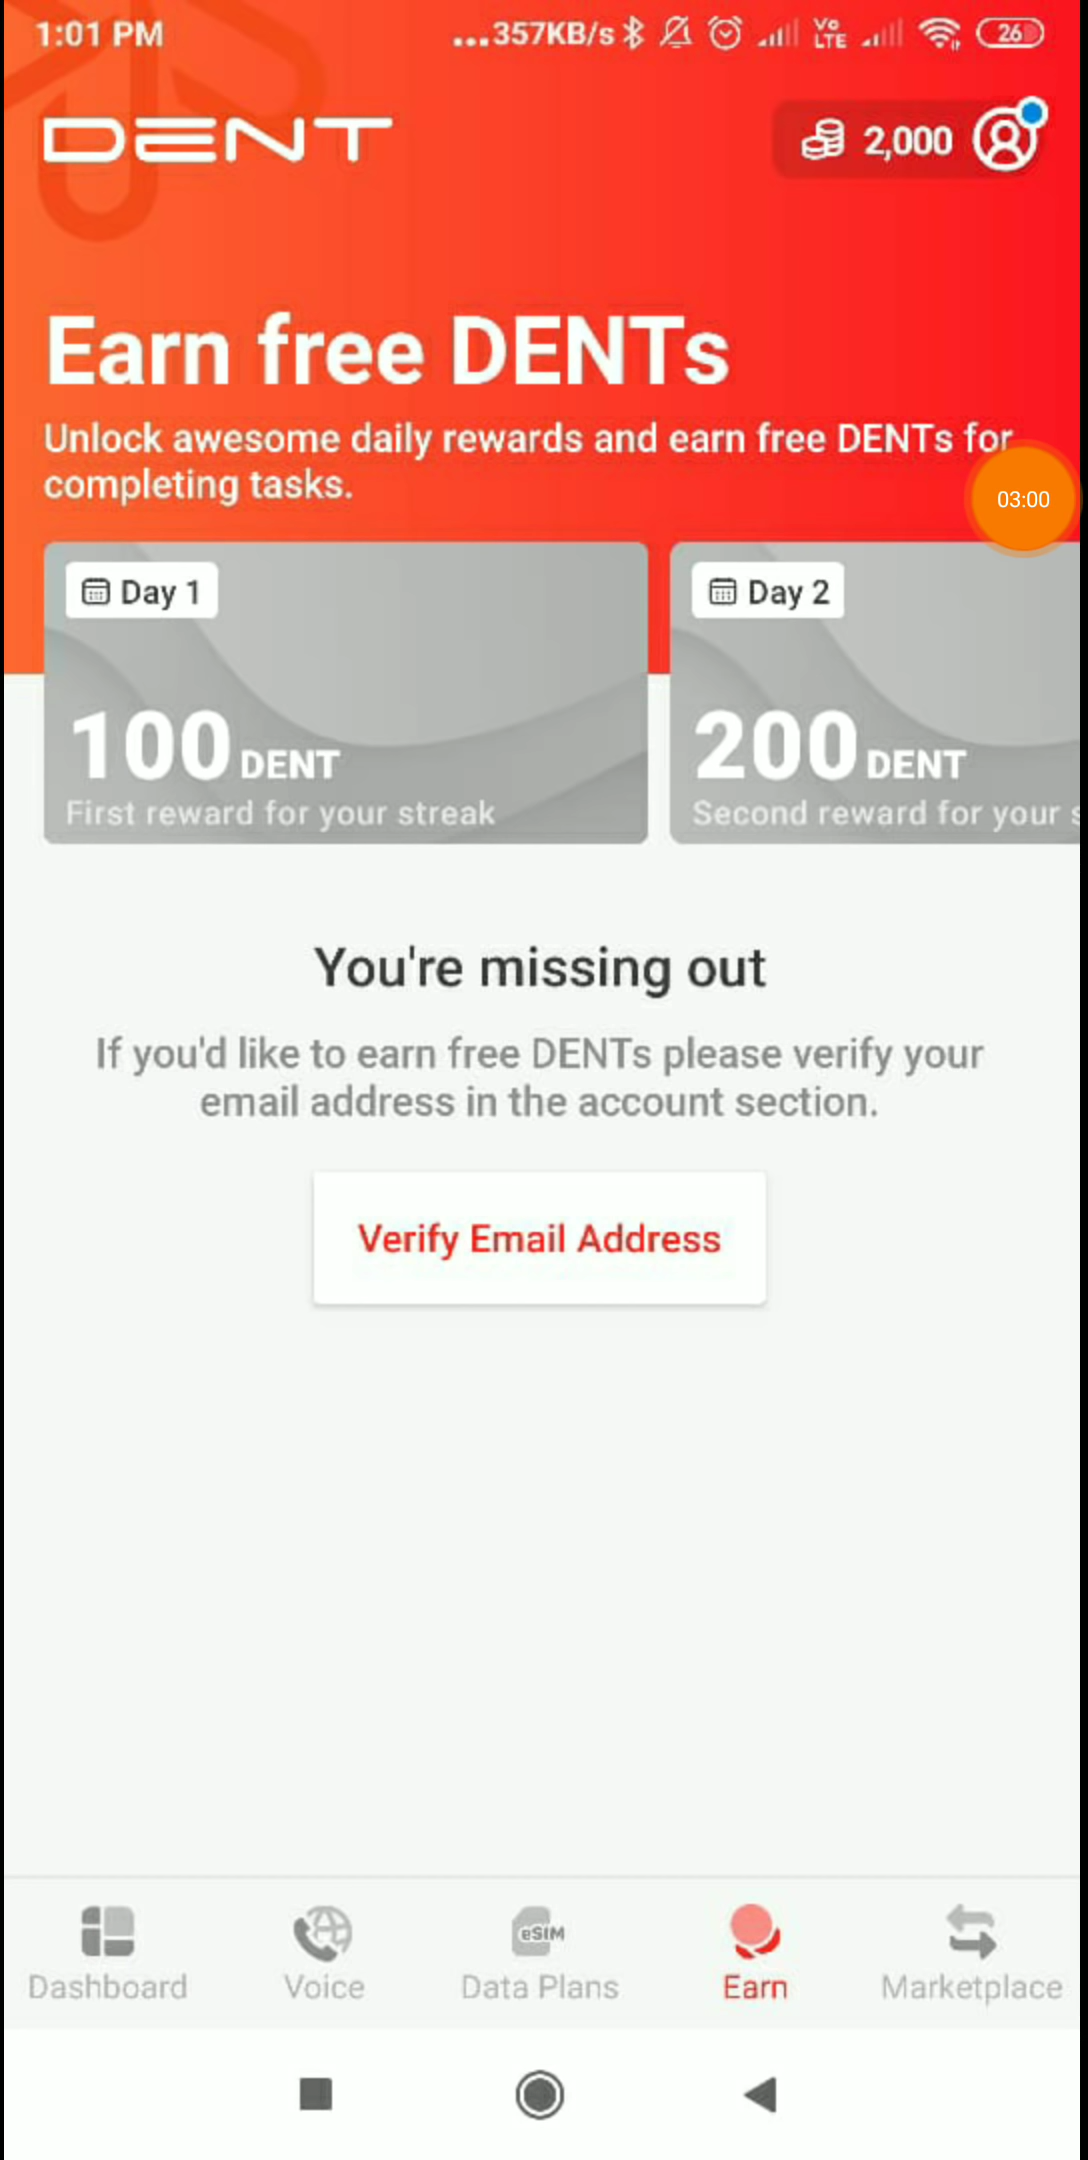 1:01 PM
...357KB/s
Vo
LTE
26
DENT
2,000
Earn free DENTs
Unlock awesome daily rewards and earn free DENTs for
completing tasks.
03:00
Day 1
Day 2
100 DENT
200 DENT
First reward for your streak
Second reward for your s
You're missing out
If you'd like to earn free DENTs please verify your
email address in the account section.
Verify Email Address
eSIM
Dashboard
Voice
Data Plans
Earn
Marketplace